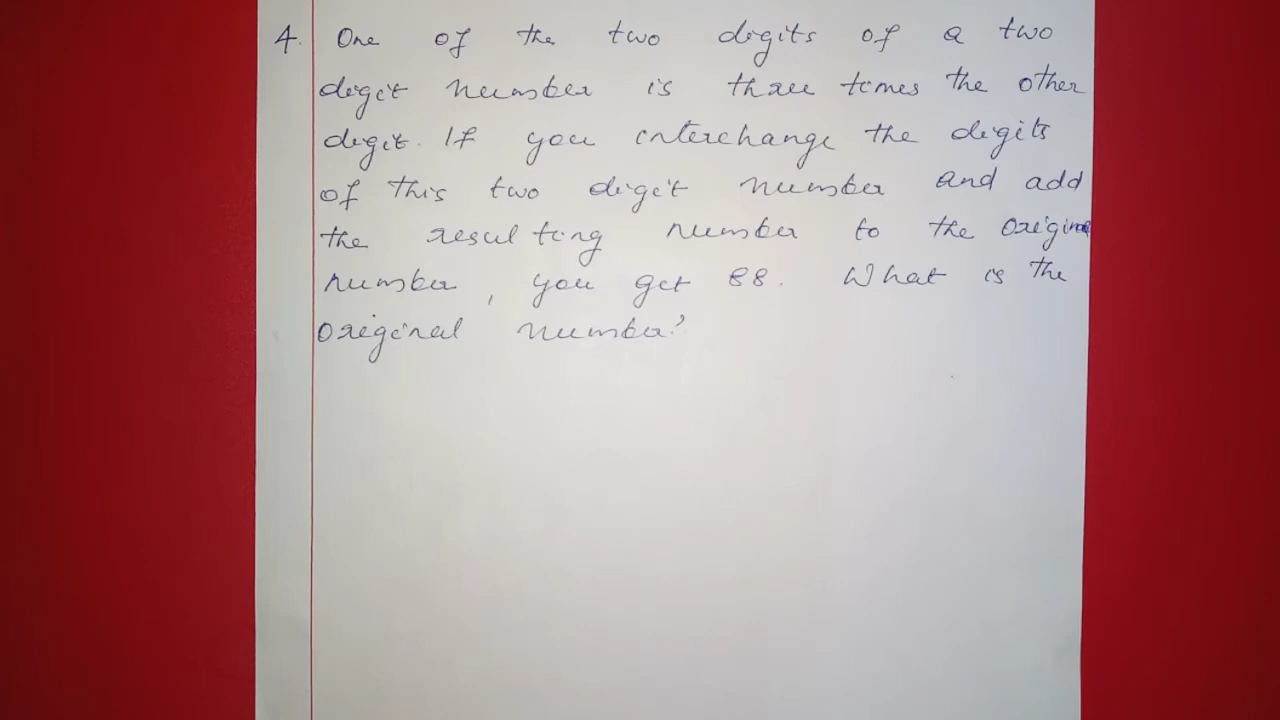 4. One of the two digits of a two
digit number is three times the other
digit. If you interchange the digits
of this two digit number and add
the resulting number to the original
number, you get 88. What is the
original number?